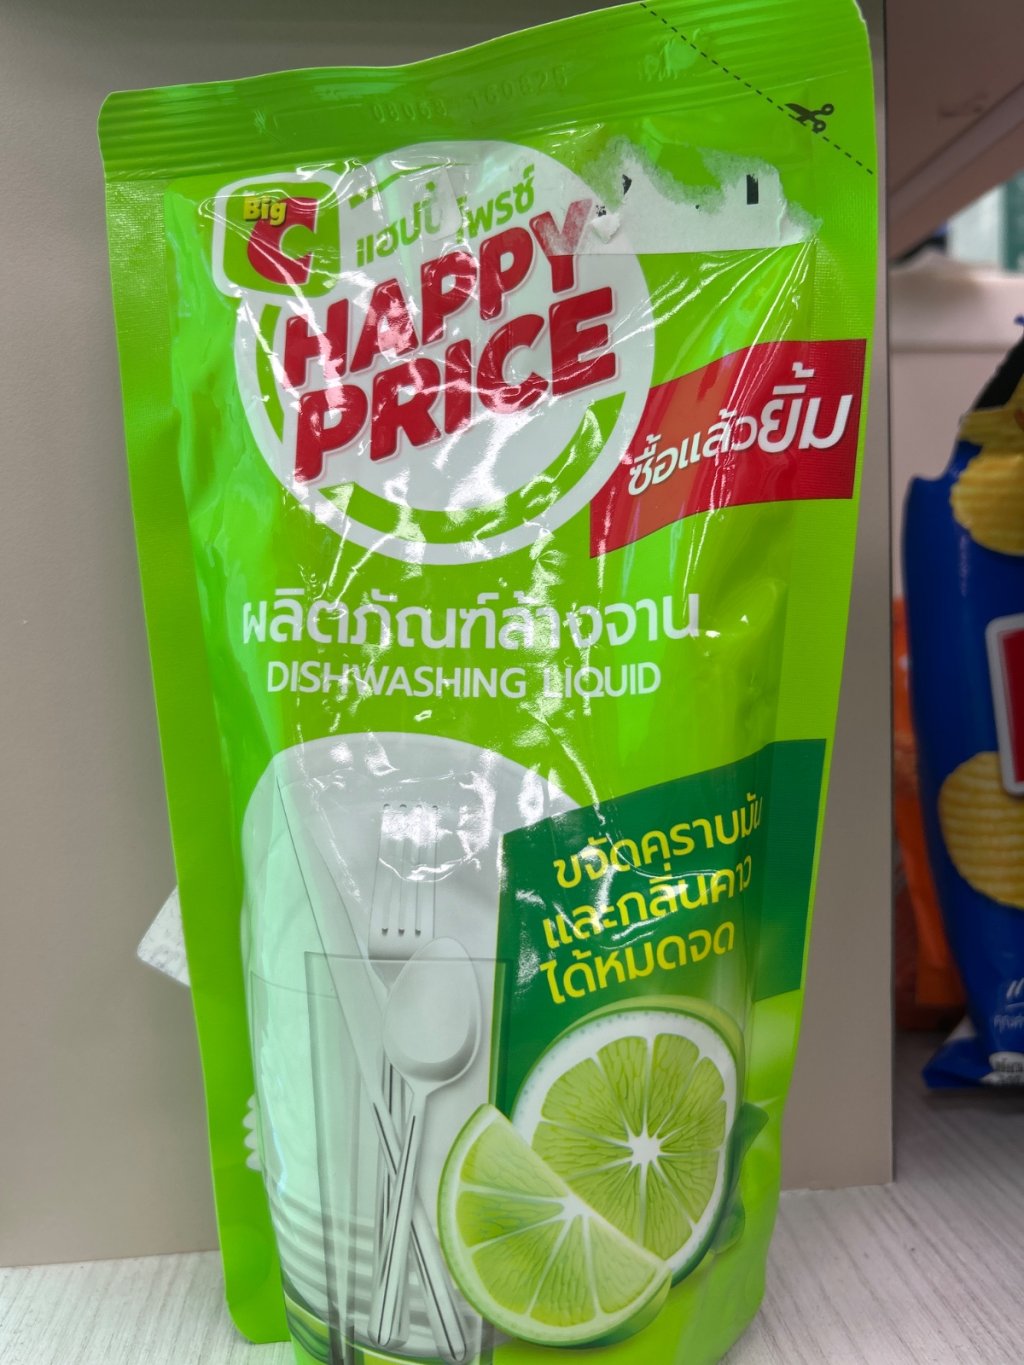 Big C
แฮปปี้ ไพรซ์
HAPPY
PRICE
ซื้อแล้วยิ้ม
ผลิตภัณฑ์ล้างจาน
DISHWASHING LIQUID
ขจัดคราบมัน
และกลิ่นคาว
ได้หมดจด